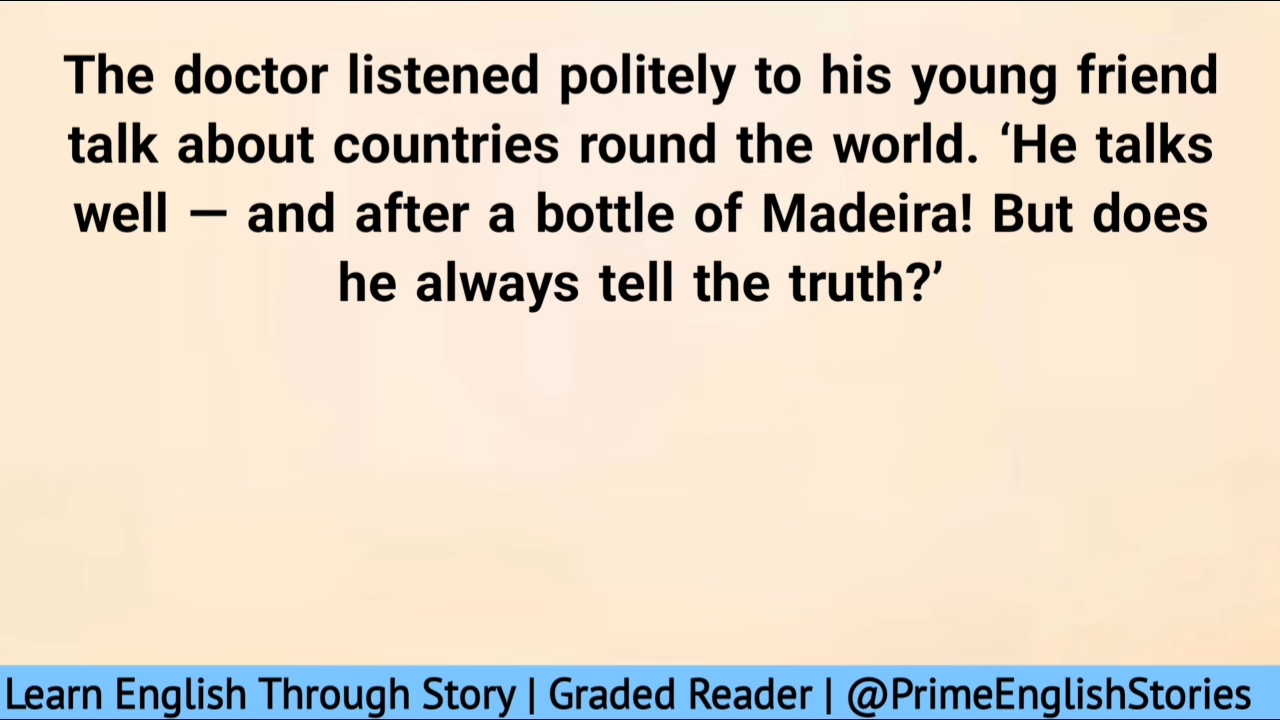 The doctor listened politely to his young friend
talk about countries round the world. ‘He talks
well — and after a bottle of Madeira! But does
he always tell the truth?’
Learn English Through Story | Graded Reader | @PrimeEnglishStories